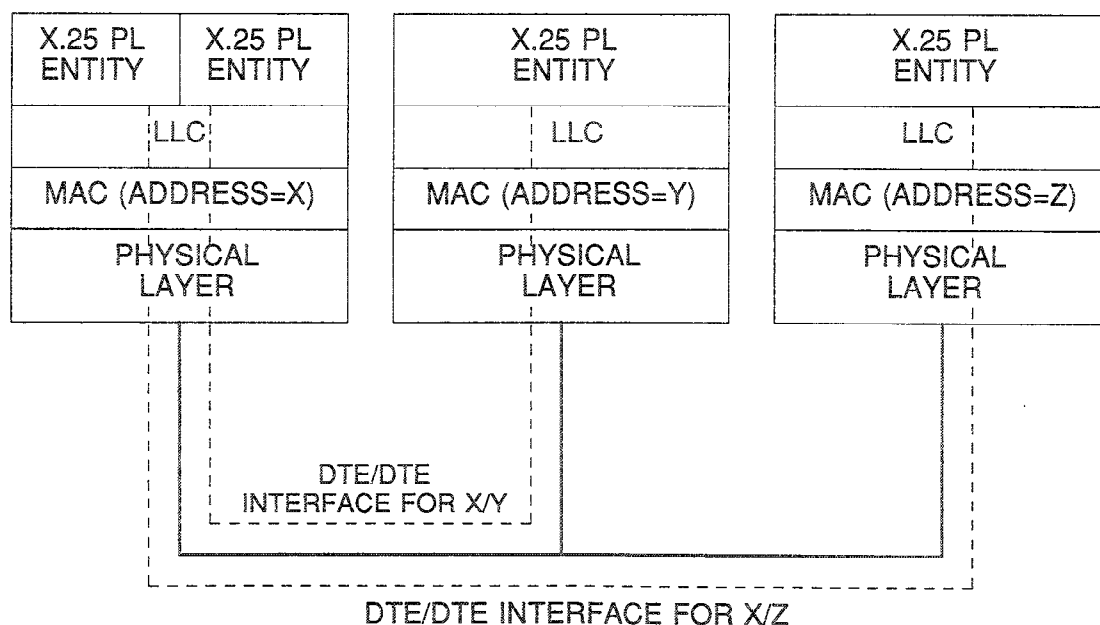 X.25 PL
ENTITY
X.25 PL
ENTITY
LLC
MAC (ADDRESS=X)
PHYSICAL
LAYER
X.25 PL
ENTITY
LLC
MAC (ADDRESS=Y)
PHYSICAL
LAYER
X.25 PL
ENTITY
LLC
MAC (ADDRESS=Z)
PHYSICAL
LAYER
DTE/DTE
INTERFACE FOR X/Y
DTE/DTE INTERFACE FOR X/Z